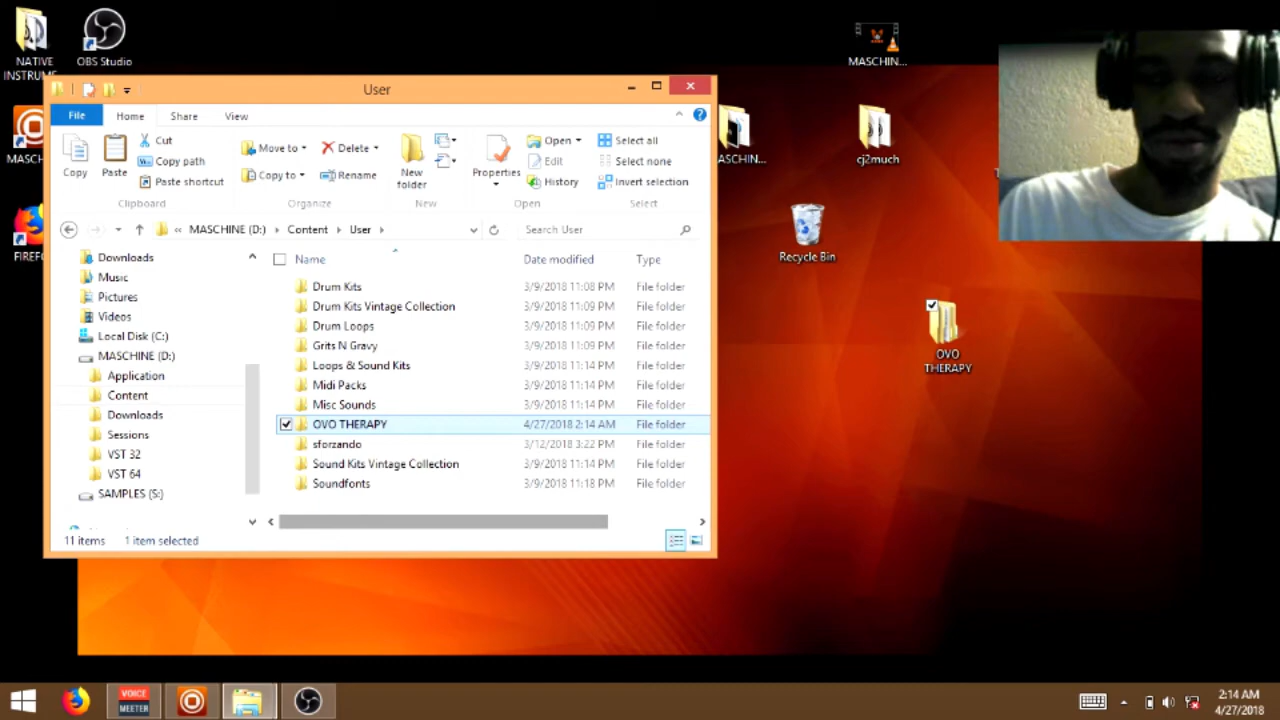 NATIVE
INSTRUME
OBS Studio
MASCHIN...
User
File
Home
Share
View
Copy
Paste
Cut
Copy path
Paste shortcut
Clipboard
Move to
Copy to
Delete
Rename
Organize
New
folder
New
Properties
Open
Edit
History
Open
Select all
Select none
Invert selection
Select
MASCH
ASCHIN...
cj2much
« MASCHINE (D:)
Content
User
Search User
FIREF
Recycle Bin
Downloads
Music
Pictures
Videos
Local Disk (C:)
MASCHINE (D:)
Application
Content
Downloads
Sessions
VST 32
VST 64
SAMPLES (S:)
Name Date modified Type
Drum Kits 3/9/2018 11:08 PM File folder
Drum Kits Vintage Collection 3/9/2018 11:09 PM File folder
Drum Loops 3/9/2018 11:09 PM File folder
Grits N Gravy 3/9/2018 11:09 PM File folder
Loops & Sound Kits 3/9/2018 11:14 PM File folder
Midi Packs 3/9/2018 11:14 PM File folder
Misc Sounds 3/9/2018 11:14 PM File folder
OVO THERAPY 4/27/2018 2:14 AM File folder
sforzando 3/12/2018 3:22 PM File folder
Sound Kits Vintage Collection 3/9/2018 11:14 PM File folder
Soundfonts 3/9/2018 11:18 PM File folder
OVO
THERAPY
11 items 1 item selected
VOICE
MEETER
2:14 AM
4/27/2018